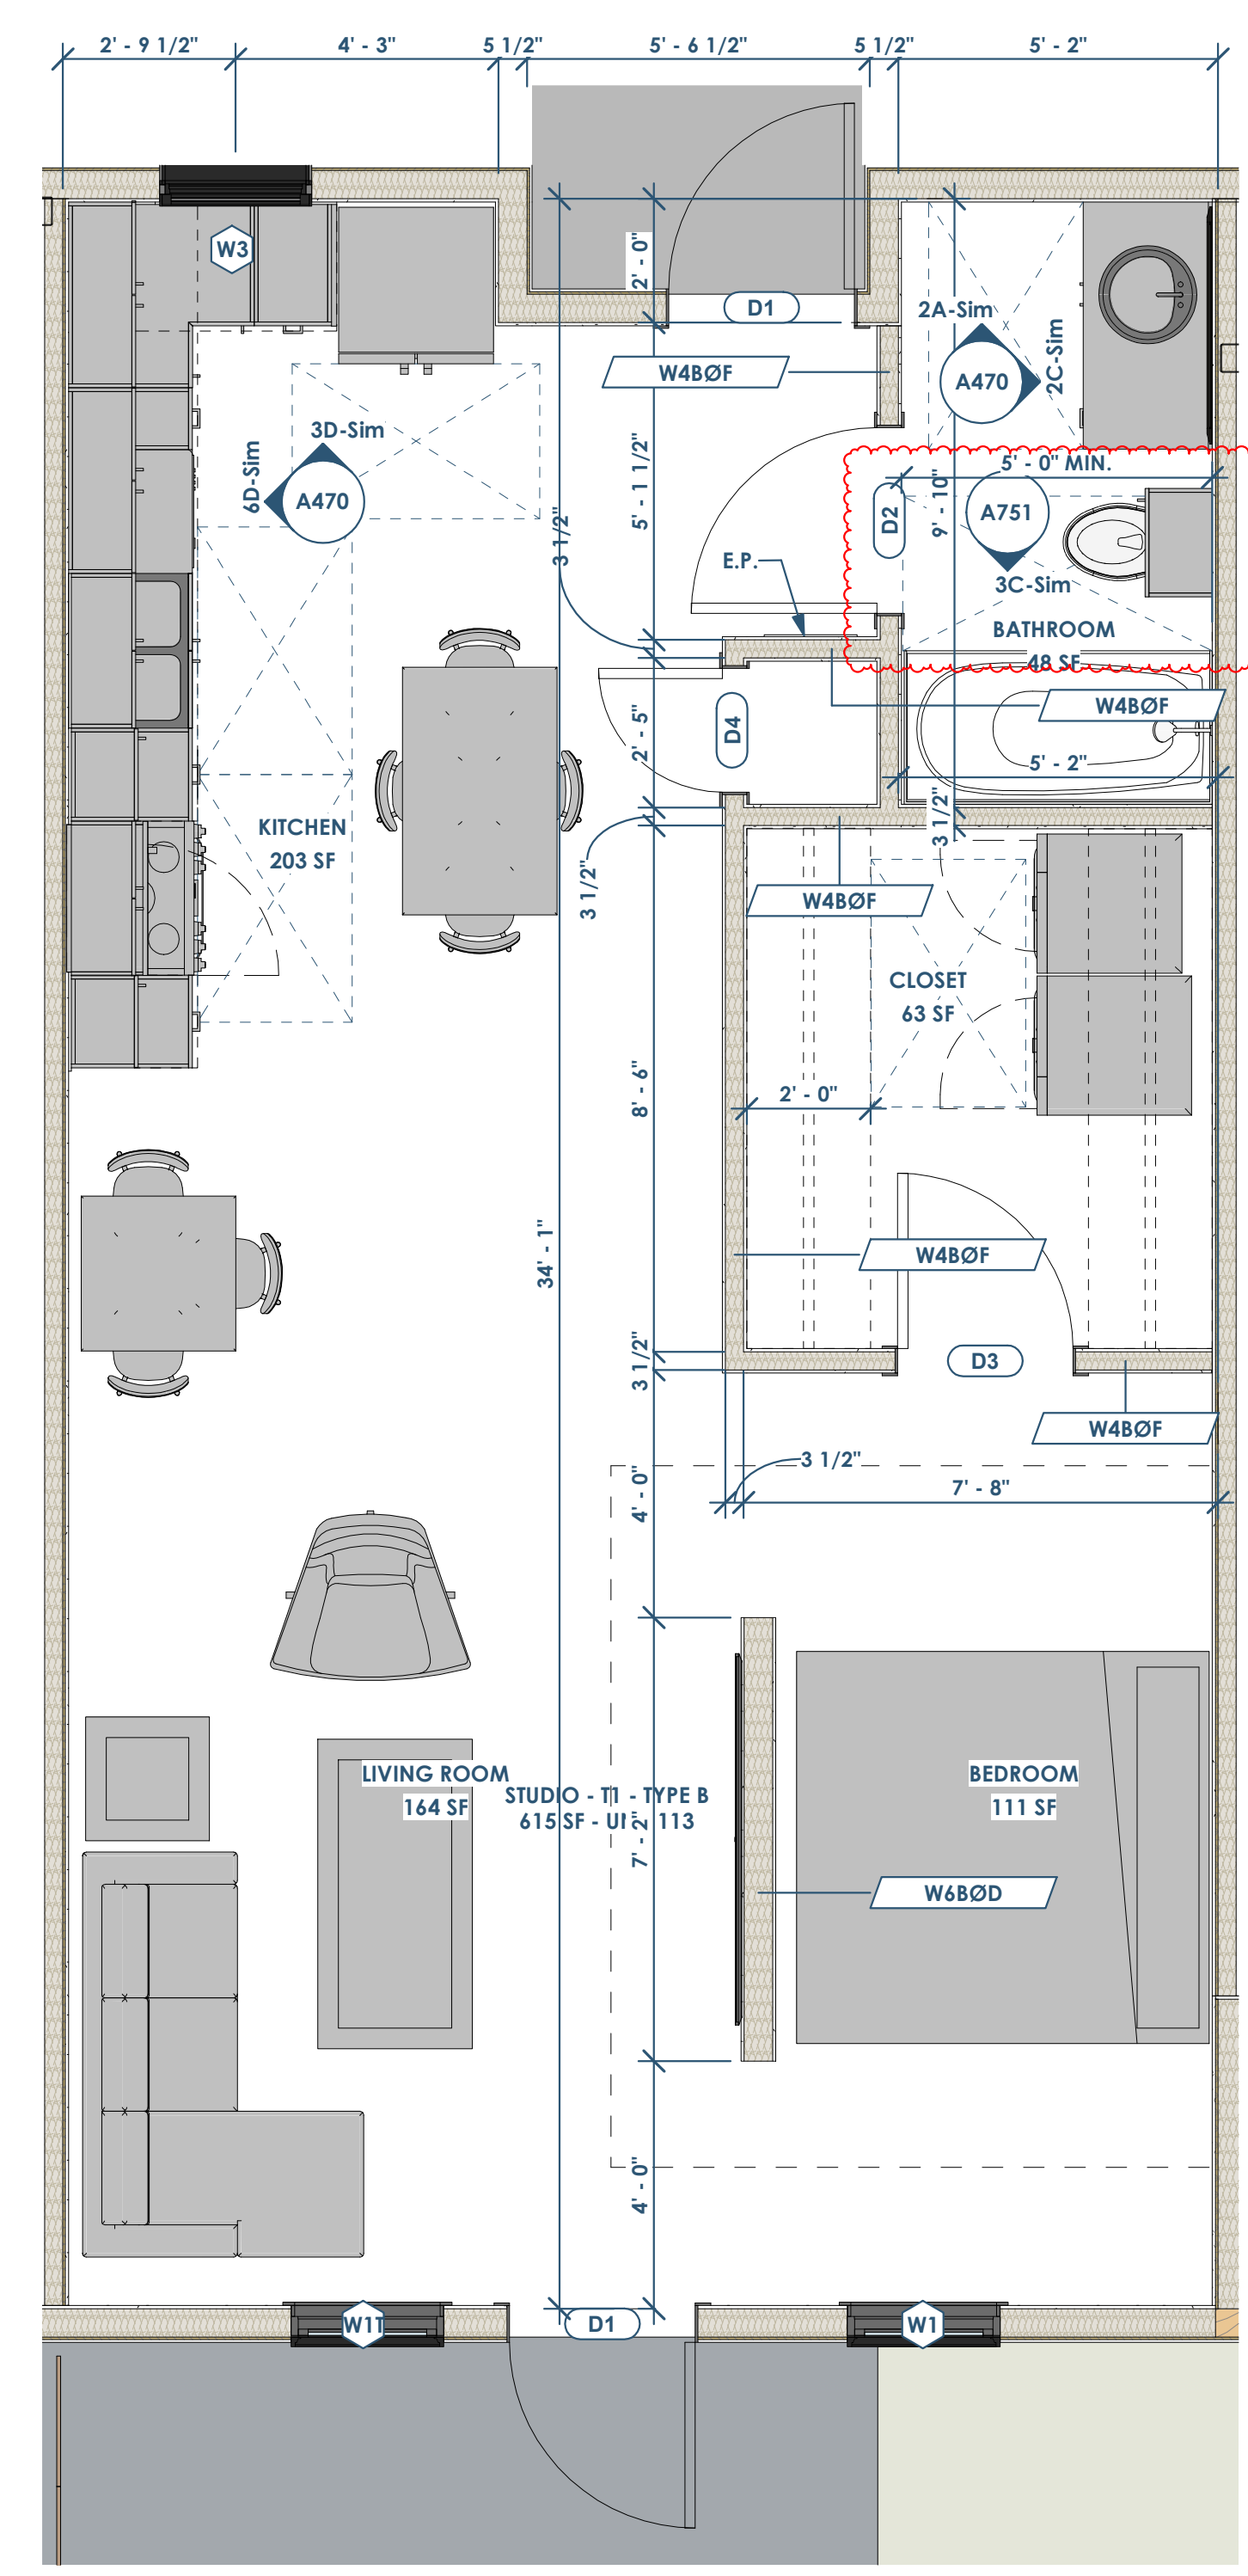 2' - 9 1/2"
4' - 3"
5 1/2"
5' - 6 1/2"
5 1/2"
5' - 2"
W3
2' - 0"
D1
2A-Sim
A470
2C-Sim
W4BØF
3D-Sim
6D-Sim
A470
5' - 1 1/2"
3 1/2"
5' - 0" MIN.
D2
9' - 10"
A751
3C-Sim
E.P.
BATHROOM
48 SF
W4BØF
2' - 5"
D4
5' - 2"
3 1/2"
KITCHEN
203 SF
3 1/2"
W4BØF
CLOSET
63 SF
8' - 6"
2' - 0"
34' - 1"
W4BØF
3 1/2"
D3
W4BØF
3 1/2"
4' - 0"
7' - 8"
LIVING ROOM
164 SF
STUDIO - T1 - TYPE B
615 SF - 113
7' - 2"
BEDROOM
111 SF
W6BØD
4' - 0"
W1T
D1
W1